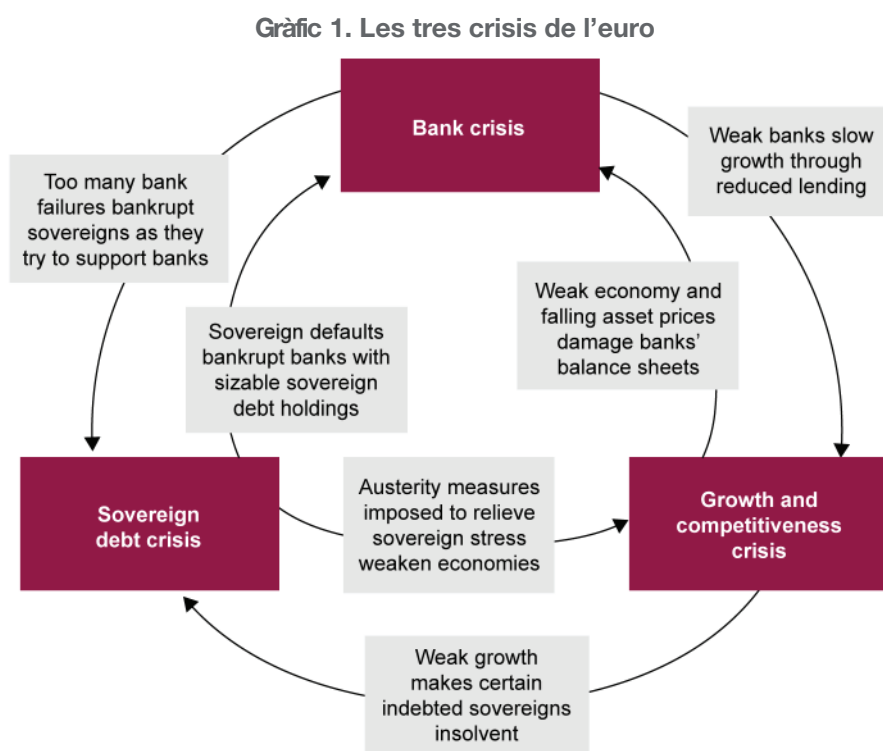 Gràfic 1. Les tres crisis de l’euro
Bank crisis
Weak banks slow
growth through
reduced lending
Too many bank
failures bankrupt
sovereigns as they
try to support banks
Weak economy and
falling asset prices
damage banks’
balance sheets
Sovereign defaults
bankrupt banks with
sizable sovereign
debt holdings
Sovereign
debt crisis
Austerity measures
imposed to relieve
sovereign stress
weaken economies
Growth and
competitiveness
crisis
Weak growth
makes certain
indebted sovereigns
insolvent